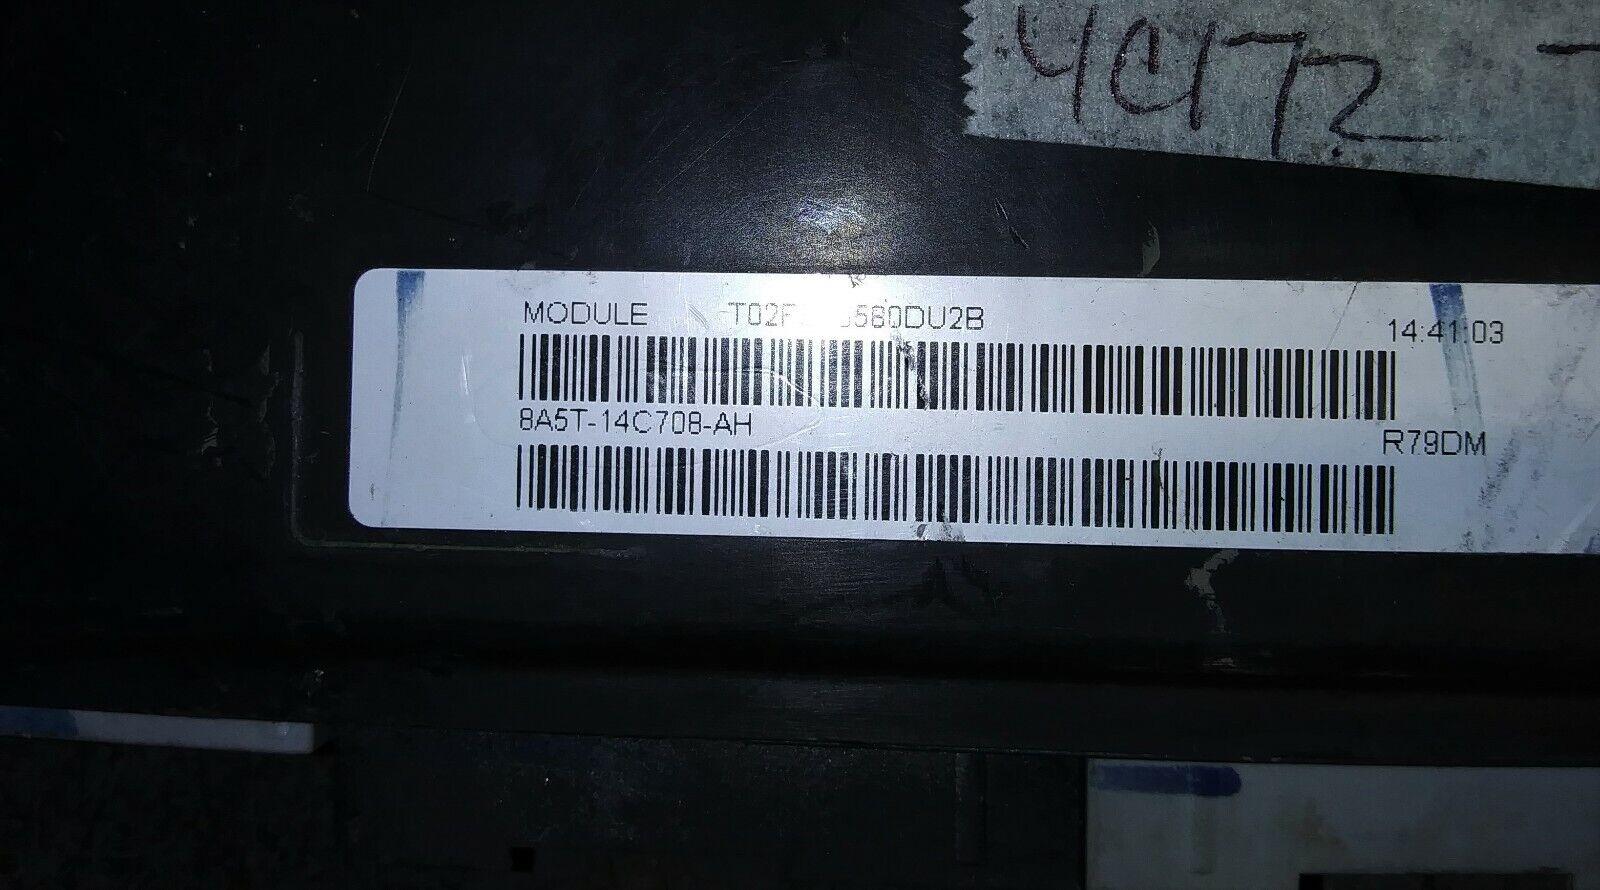 4C172
MODULE
14:41:03
8A5T-14C708-AH
R79DM